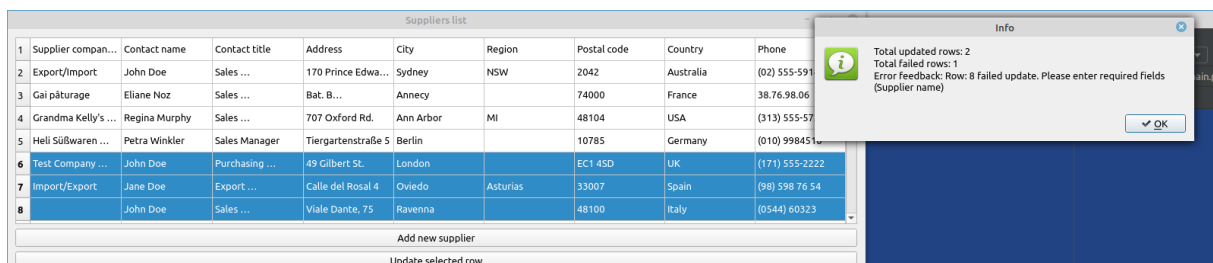 Suppliers list
1 Supplier compan... Contact name Contact title Address City Region Postal code Country Phone
2 Export/Import John Doe Sales ... 170 Prince Edwa... Sydney NSW 2042 Australia (02) 555-591
3 Gai pâturage Eliane Noz Sales ... Bat. B... Annecy 74000 France 38.76.98.06
4 Grandma Kelly's ... Regina Murphy Sales ... 707 Oxford Rd. Ann Arbor MI 48104 USA (313) 555-57
5 Heli Süßwaren ... Petra Winkler Sales Manager Tiergartenstraße 5 Berlin 10785 Germany (010) 9984510
6 Test Company ... John Doe Purchasing ... 49 Gilbert St. London EC1 4SD UK (171) 555-2222
7 Import/Export Jane Doe Export ... Calle del Rosal 4 Oviedo Asturias 33007 Spain (98) 598 76 54
8 John Doe Sales ... Viale Dante, 75 Ravenna 48100 Italy (0544) 60323
Add new supplier
Update selected row
Info
Total updated rows: 2
Total failed rows: 1
Error feedback: Row: 8 failed update. Please enter required fields
(Supplier name)
OK